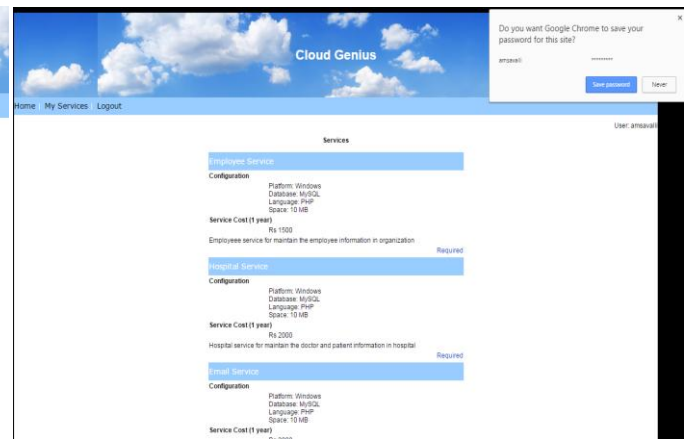 Cloud Genius
Do you want Google Chrome to save your
password for this site?
amsavalli
Save password
Never
Home
My Services
Logout
User: amsavalli
Services
Employee Service
Configuration
Platform: Windows
Database: MySQL
Language: PHP
Space: 10 MB
Service Cost (1 year)
Rs 1500
Employeee service for maintain the employee information in organization
Required
Hospital Service
Configuration
Platform: Windows
Database: MySQL
Language: PHP
Space: 10 MB
Service Cost (1 year)
Rs 2000
Hospital service for maintain the doctor and patient information in hospital
Required
Email Service
Configuration
Platform: Windows
Database: MySQL
Language: PHP
Space: 10 MB
Service Cost (1 year)